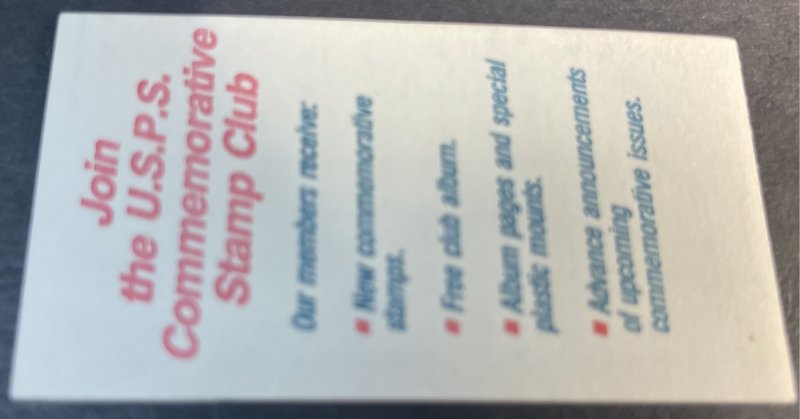 Join
the U.S.P.S.
Commemorative
Stamp Club
Our members receive:
■ New commemorative
stamps.
■ Free club album.
■ Album pages and special
plastic mounts.
■ Advance announcements
of upcoming
commemorative issues.